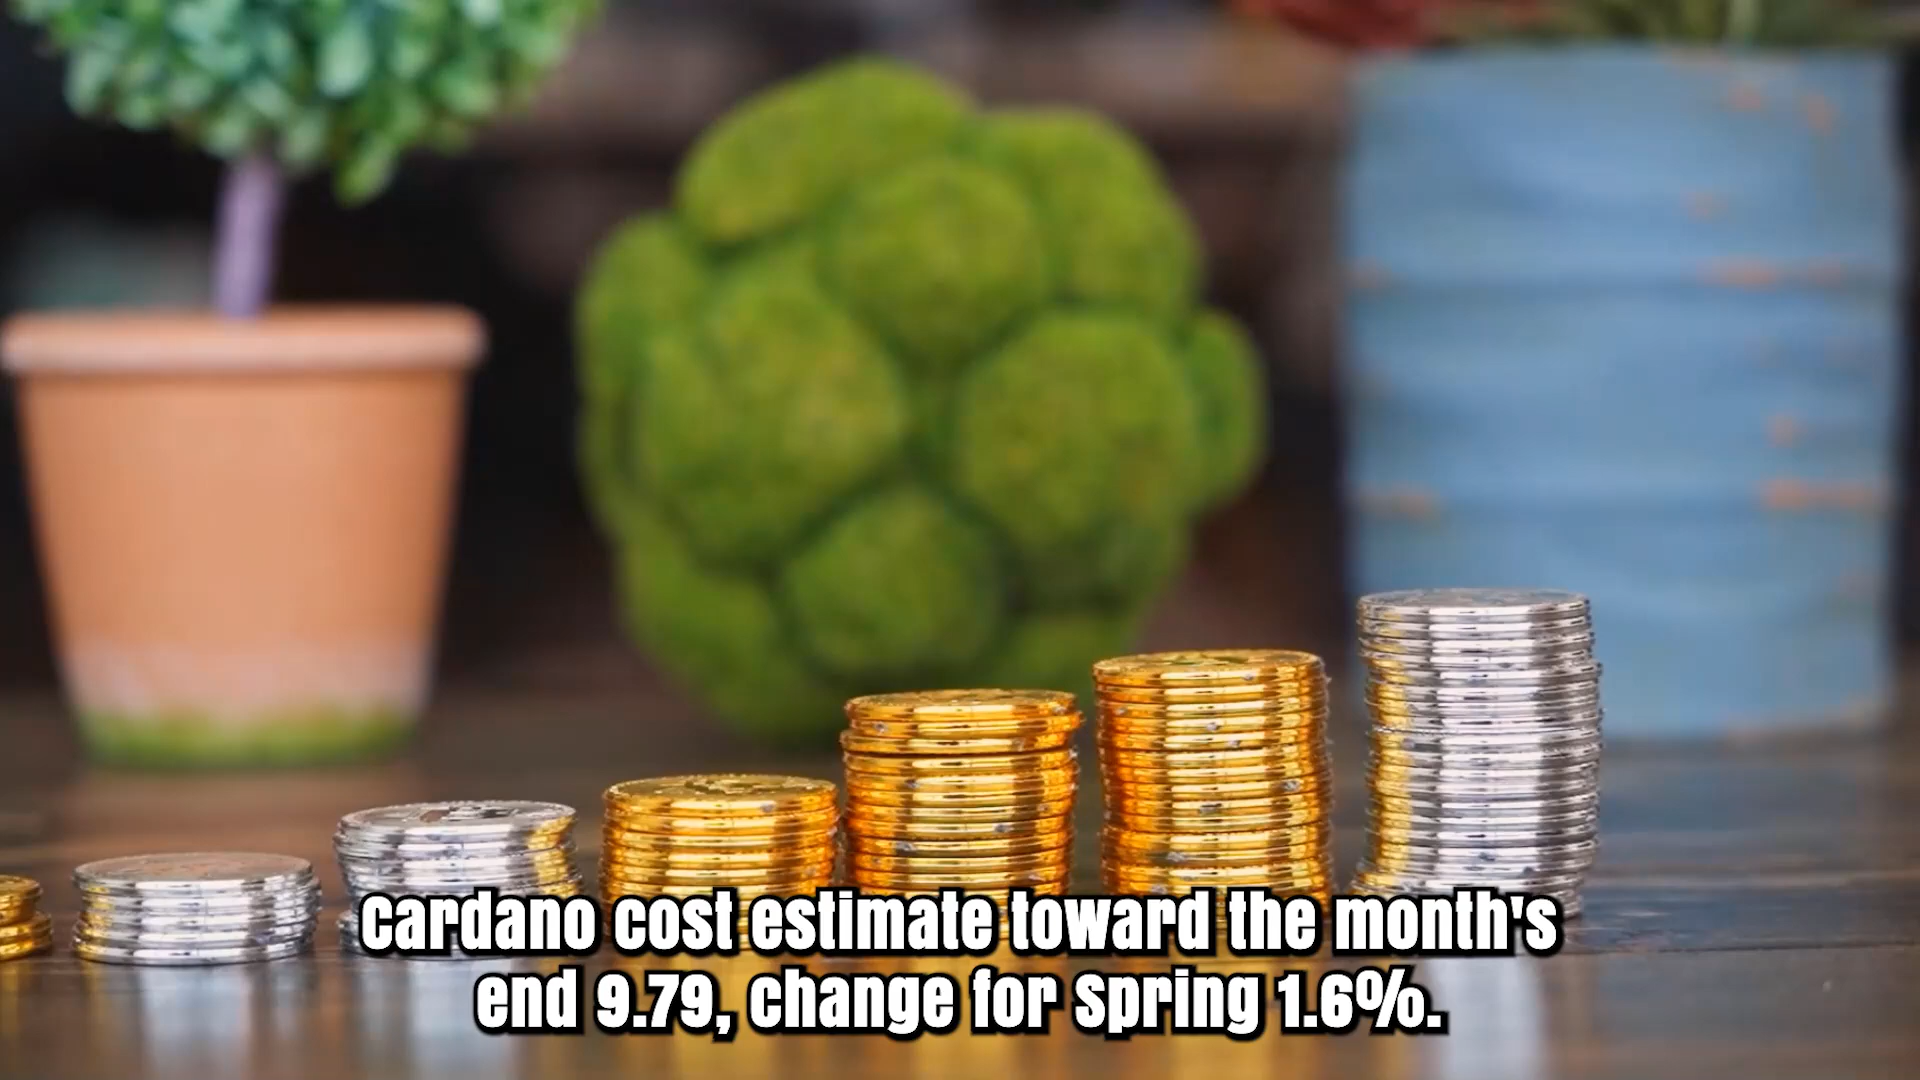 Cardano cost estimate toward the month's
end 9.79, change for Spring 1.6%.